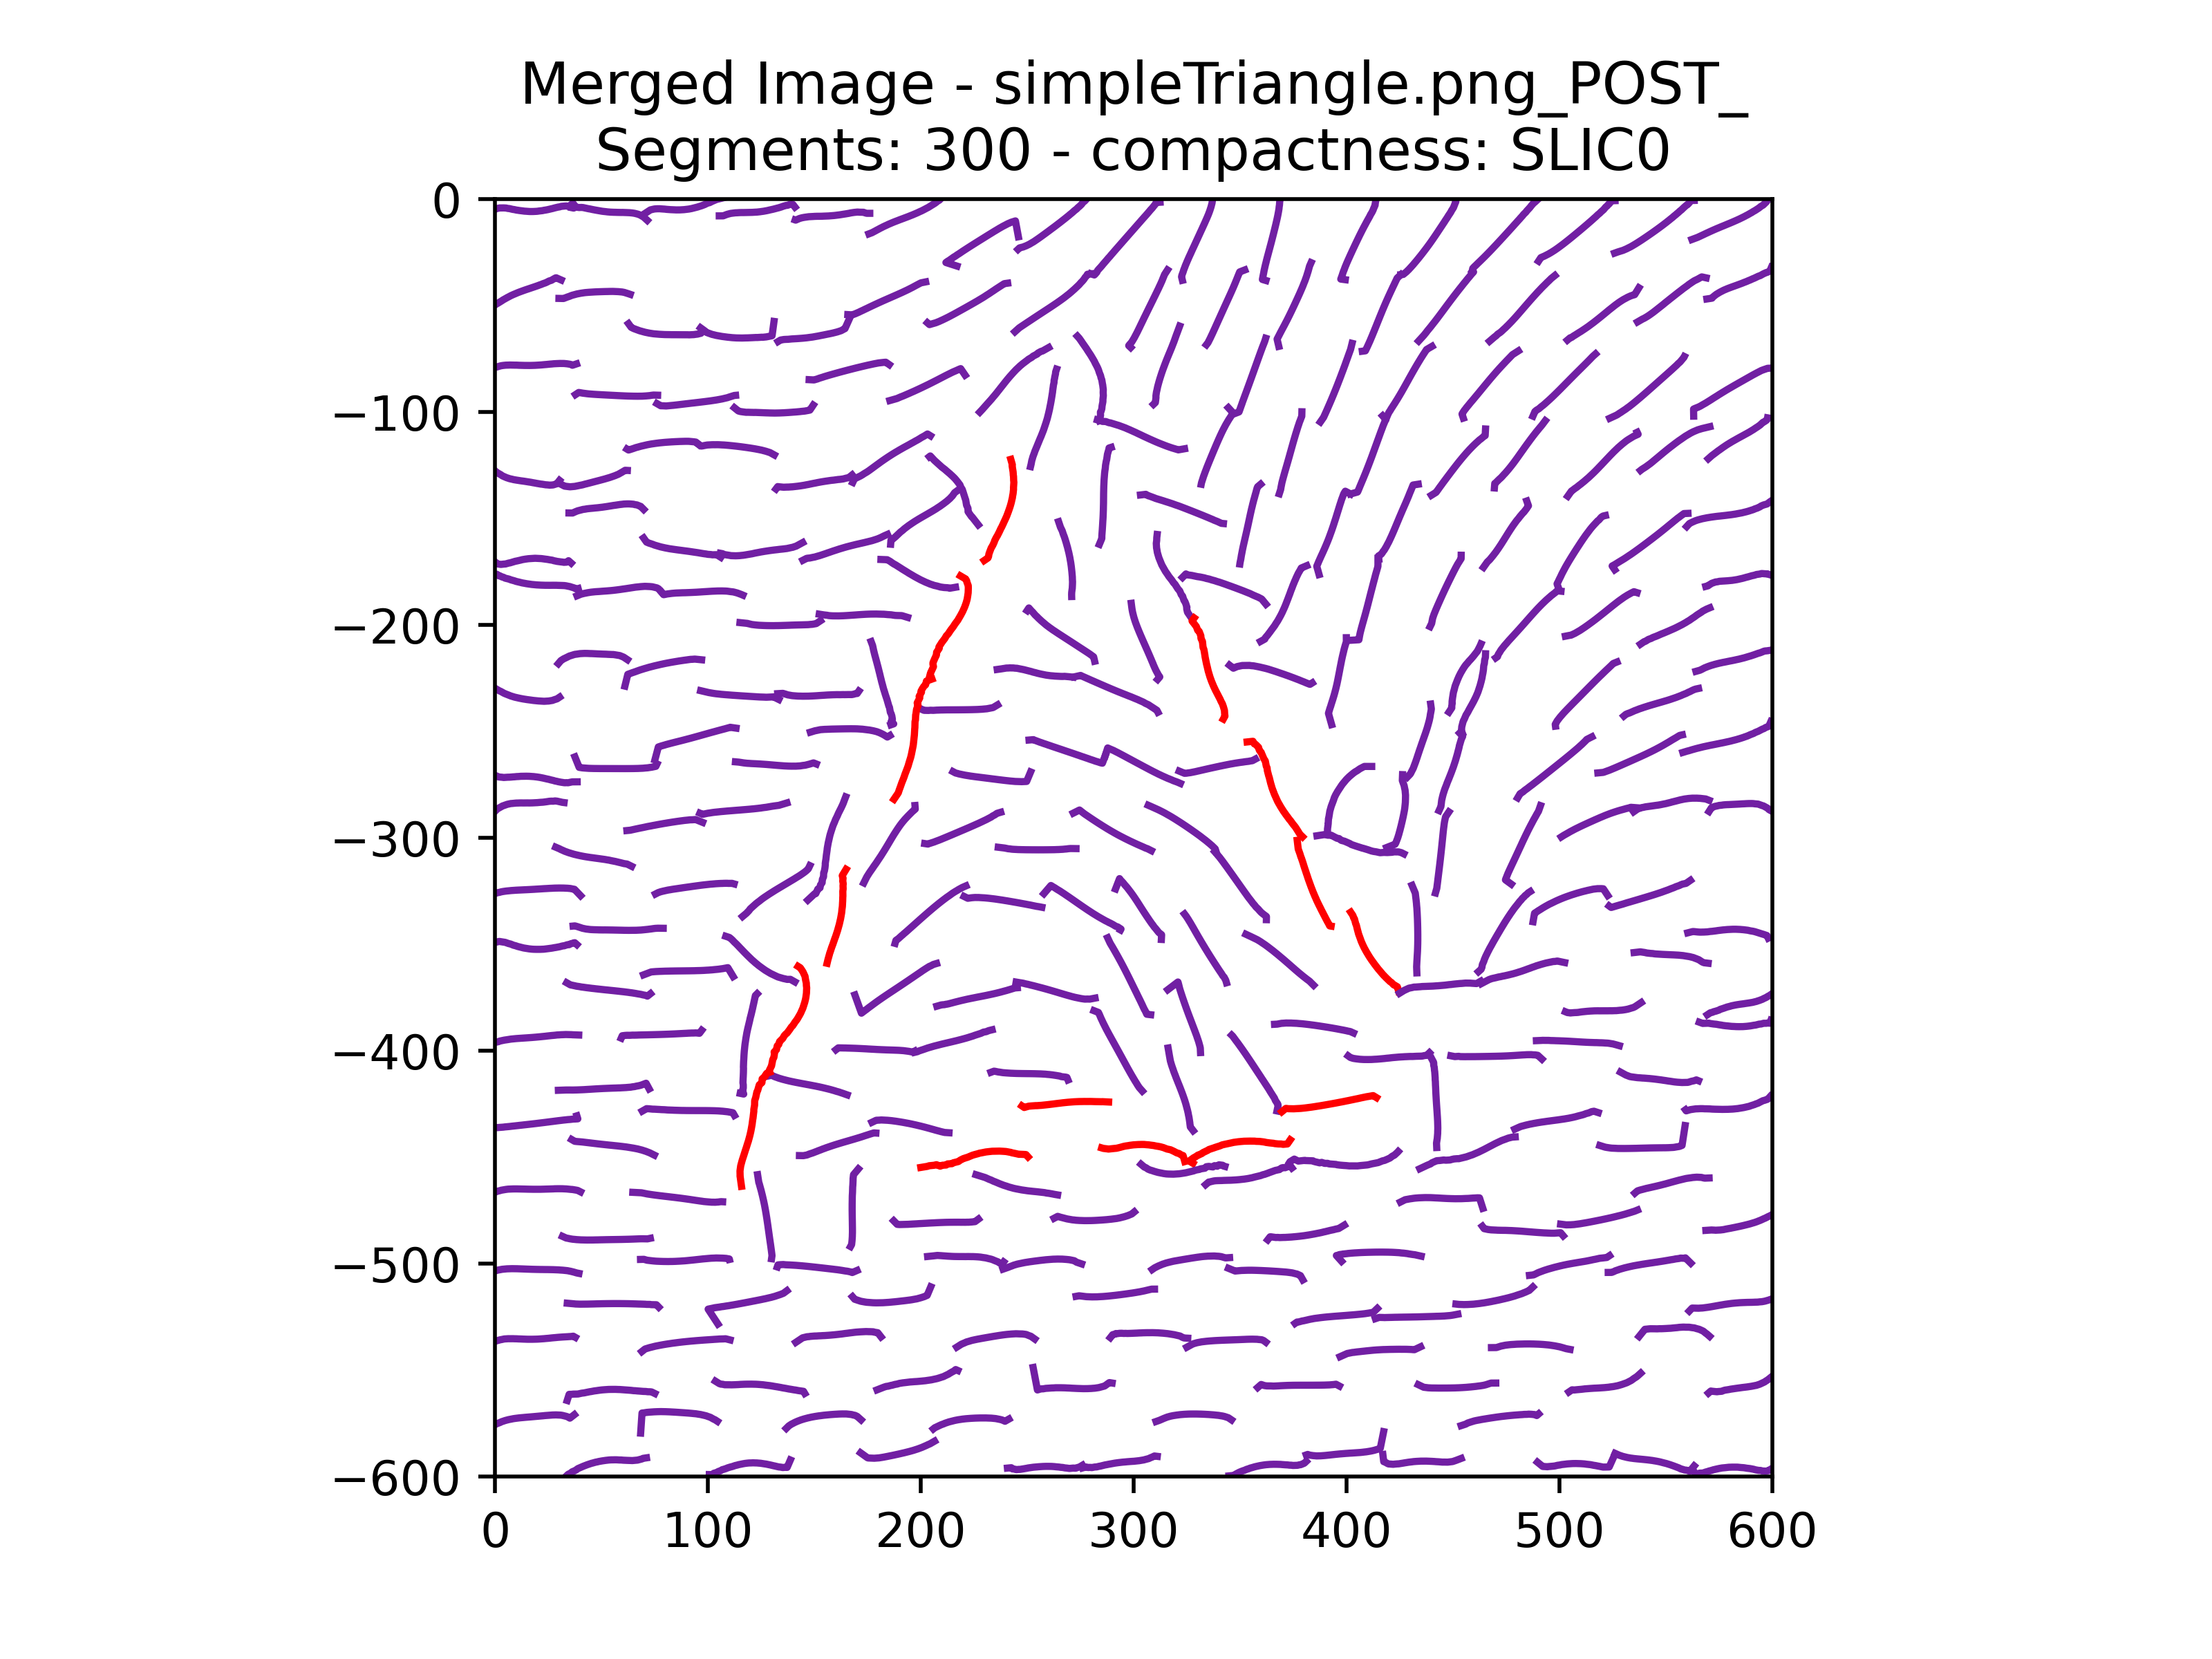 Merged Image - simpleTriangle.png_POST_
Segments: 300 - compactness: SLIC0
0
−100
−200
−300
−400
−500
−600
0 100 200 300 400 500 600